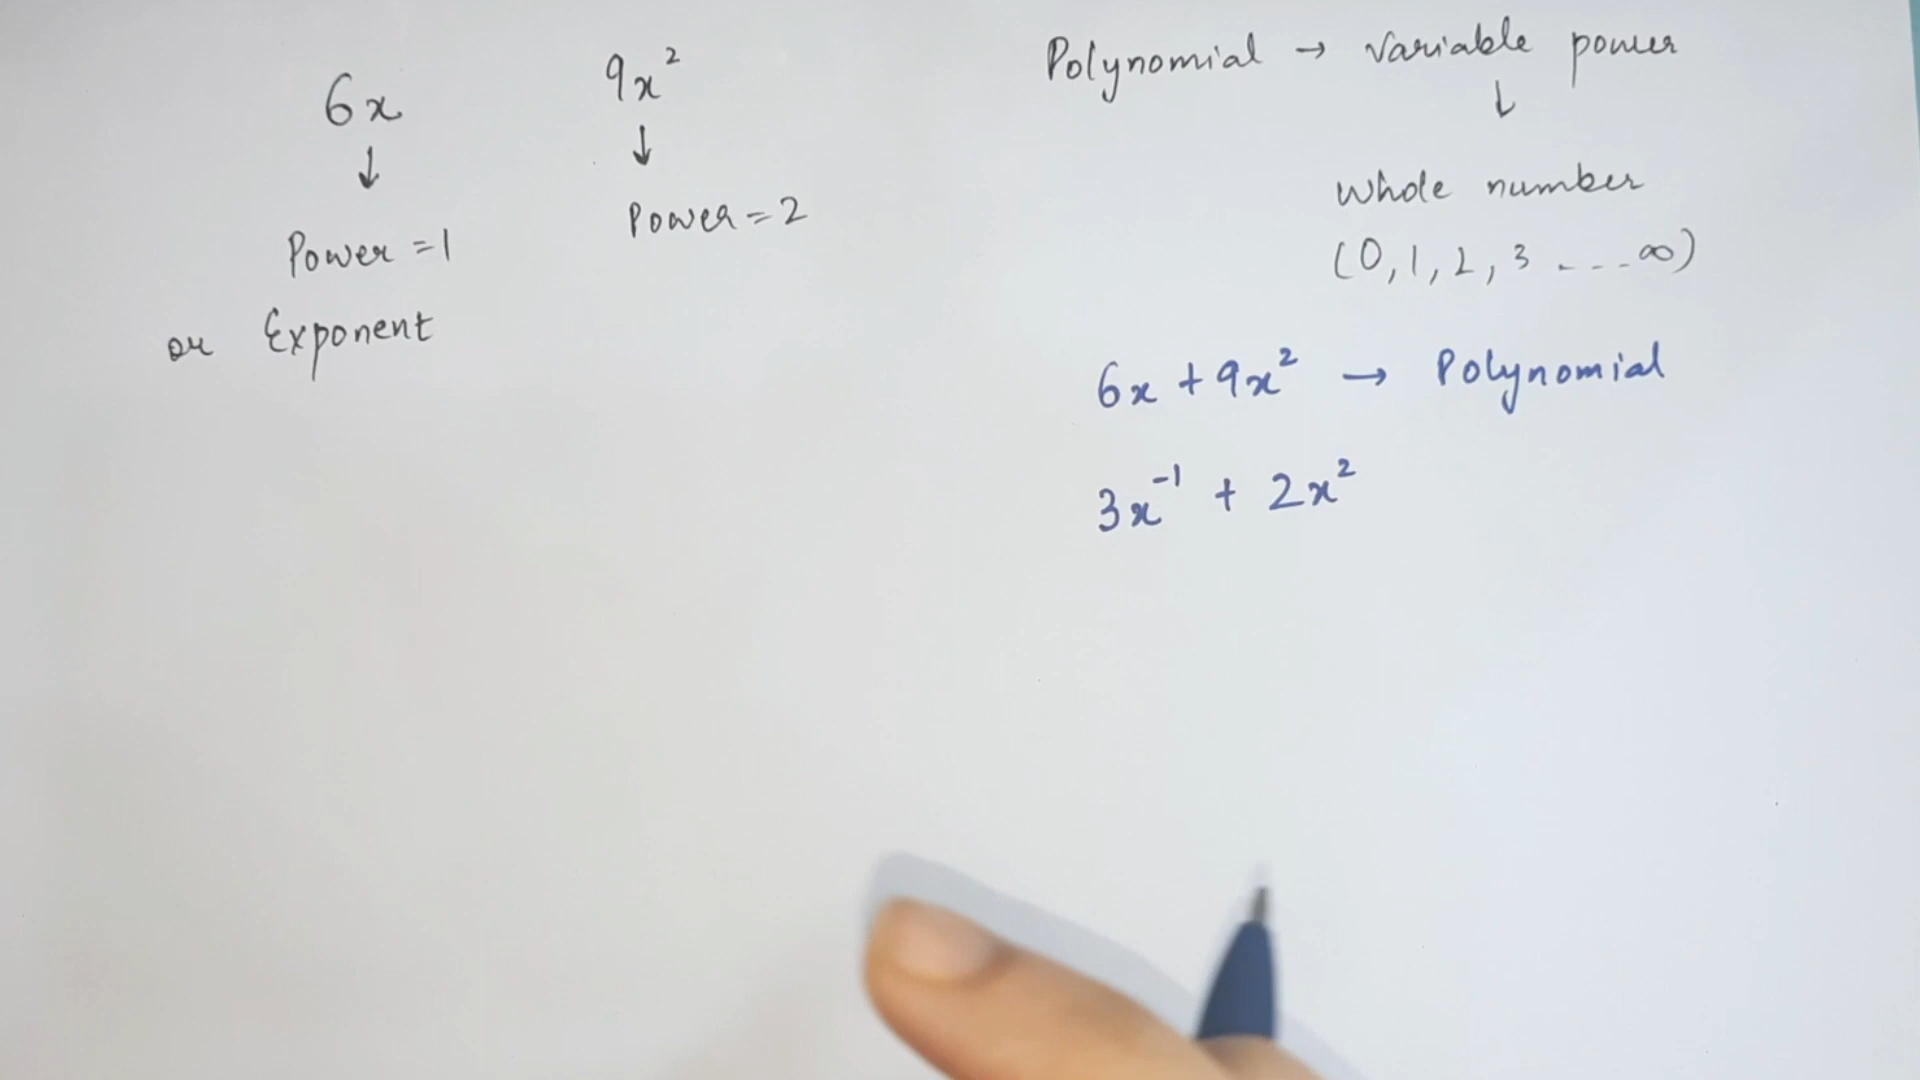 6x
↓
Power = 1
or Exponent
9x²
↓
Power = 2
Polynomial → Variable power
↓
Whole number
(0, 1, 2, 3 ---- ∞)
6x + 9x² → Polynomial
3x⁻¹ + 2x²